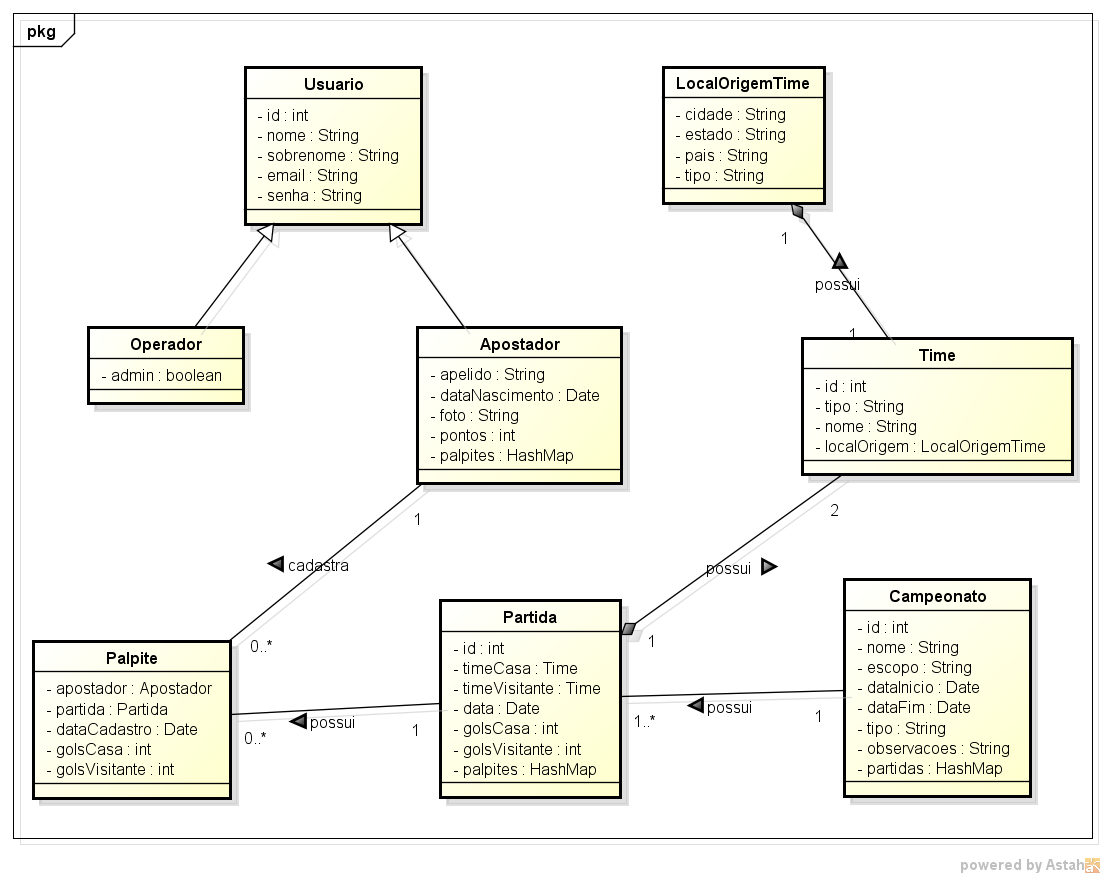 pkg
Usuario
- id : int
- nome : String
- sobrenome : String
- email : String
- senha : String
LocalOrigemTime
- cidade : String
- estado : String
- pais : String
- tipo : String
1
possui
1
Operador
- admin : boolean
Apostador
- apelido : String
- dataNascimento : Date
- foto : String
- pontos : int
- palpites : HashMap
Time
- id : int
- tipo : String
- nome : String
- localOrigem : LocalOrigemTime
1
cadastra
0..*
2
possui
1
Palpite
- apostador : Apostador
- partida : Partida
- dataCadastro : Date
- golsCasa : int
- golsVisitante : int
0..*
possui
1
Partida
- id : int
- timeCasa : Time
- timeVisitante : Time
- data : Date
- golsCasa : int
- golsVisitante : int
- palpites : HashMap
1..*
possui
1
Campeonato
- id : int
- nome : String
- escopo : String
- dataInicio : Date
- dataFim : Date
- tipo : String
- observacoes : String
- partidas : HashMap
powered by Astah